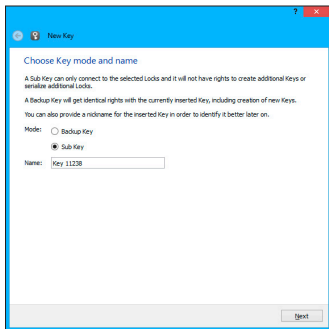 ? ×
New Key
Choose Key mode and name
A Sub Key can only connect to the selected Locks and it will not have rights to create additional Keys or
serialize additional Locks.
A Backup Key will get identical rights with the currently inserted Key, including creation of new Keys.
You can also provide a nickname for the inserted Key in order to identify it better later on.
Mode: Backup Key
Sub Key
Name: Key 11238
Next